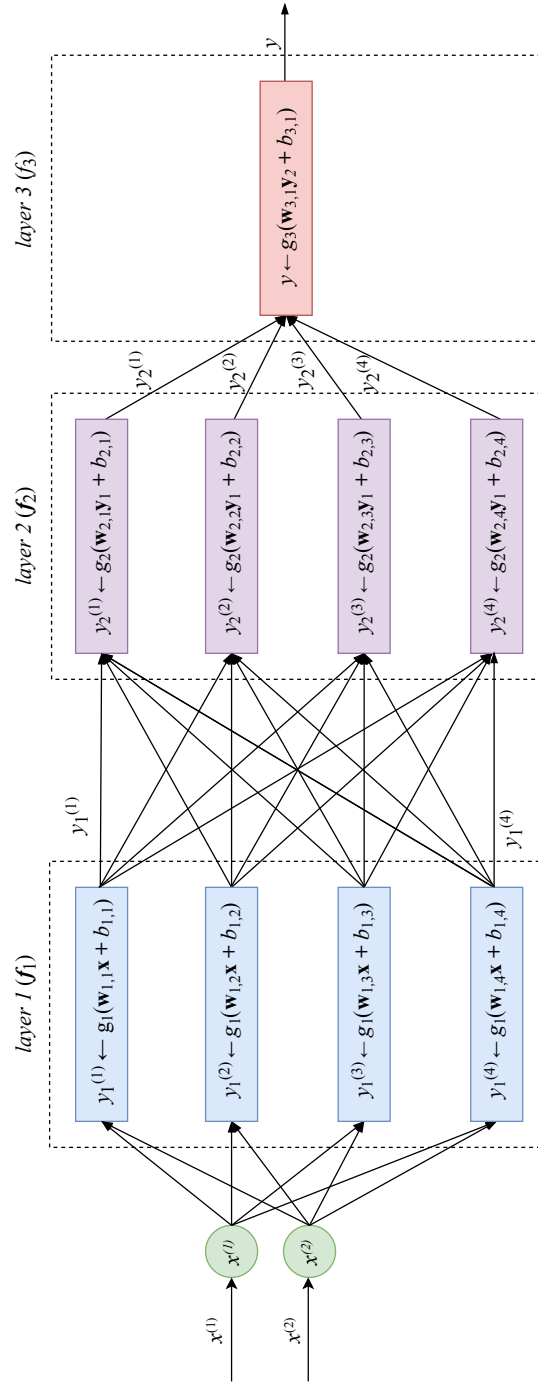 layer 1 (𝒇₁)
layer 2 (𝒇₂)
layer 3 (f₃)
x⁽¹⁾
x⁽²⁾
x⁽¹⁾
x⁽²⁾
y₁⁽¹⁾ ← g₁(𝐰₁,₁𝐱 + b₁,₁)
y₁⁽²⁾ ← g₁(𝐰₁,₂𝐱 + b₁,₂)
y₁⁽³⁾ ← g₁(𝐰₁,₃𝐱 + b₁,₃)
y₁⁽⁴⁾ ← g₁(𝐰₁,₄𝐱 + b₁,₄)
y₁⁽¹⁾
y₁⁽⁴⁾
y₂⁽¹⁾ ← g₂(𝐰₂,₁𝐲₁ + b₂,₁)
y₂⁽²⁾ ← g₂(𝐰₂,₂𝐲₁ + b₂,₂)
y₂⁽³⁾ ← g₂(𝐰₂,₃𝐲₁ + b₂,₃)
y₂⁽⁴⁾ ← g₂(𝐰₂,₄𝐲₁ + b₂,₄)
y₂⁽¹⁾
y₂⁽²⁾
y₂⁽³⁾
y₂⁽⁴⁾
y ← g₃(𝐰₃,₁𝐲₂ + b₃,₁)
y